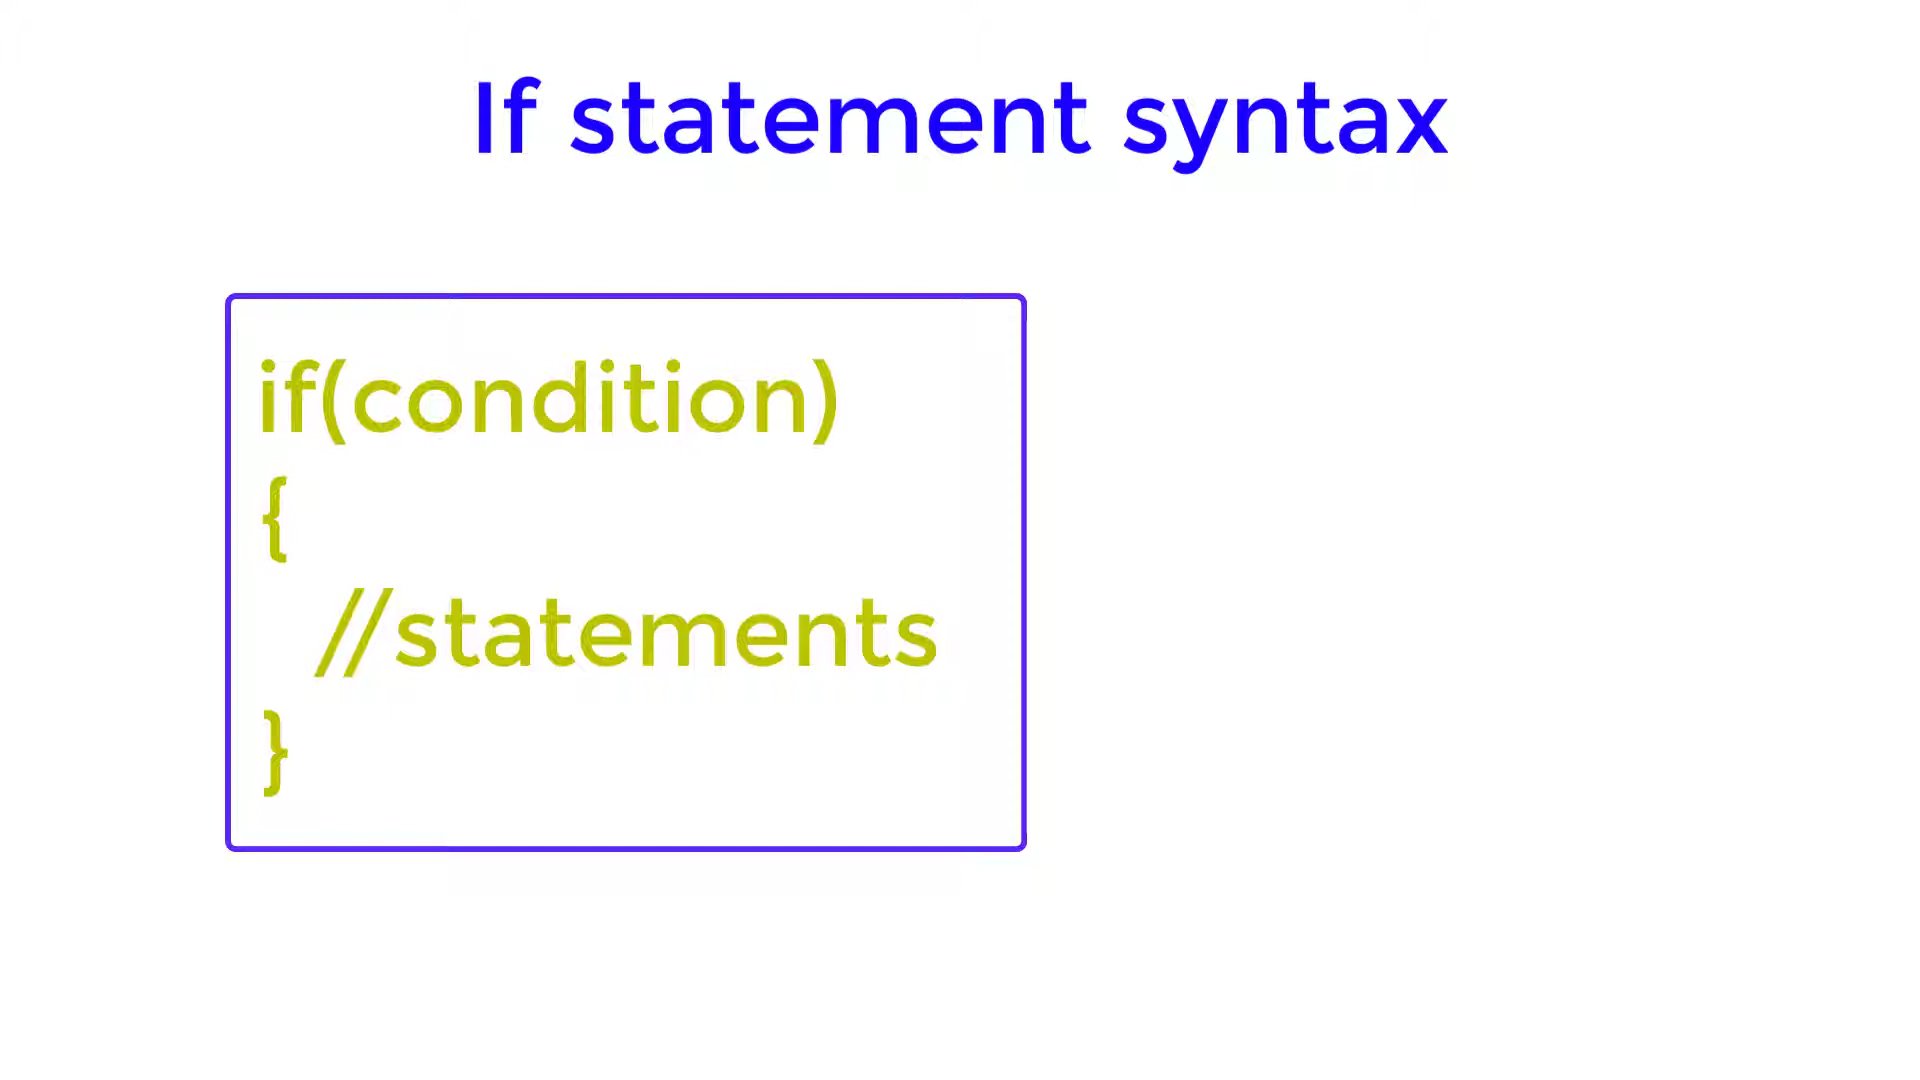 If statement syntax
if(condition)
{
//statements
}